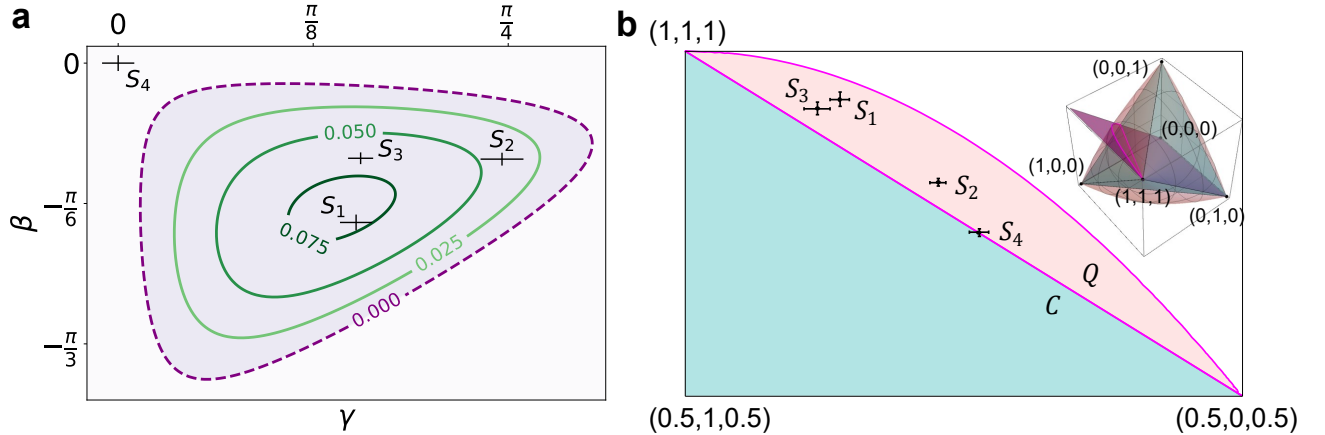 a
0
π/8
π/4
0
−π/6
−π/3
β
γ
S₄
S₂
S₃
S₁
0.050
0.075
0.025
0.000
b
(1,1,1)
S₃
S₁
S₂
S₄
Q
C
(0.5,1,0.5)
(0.5,0,0.5)
(0,0,1)
(0,0,0)
(1,0,0)
(1,1,1)
(0,1,0)